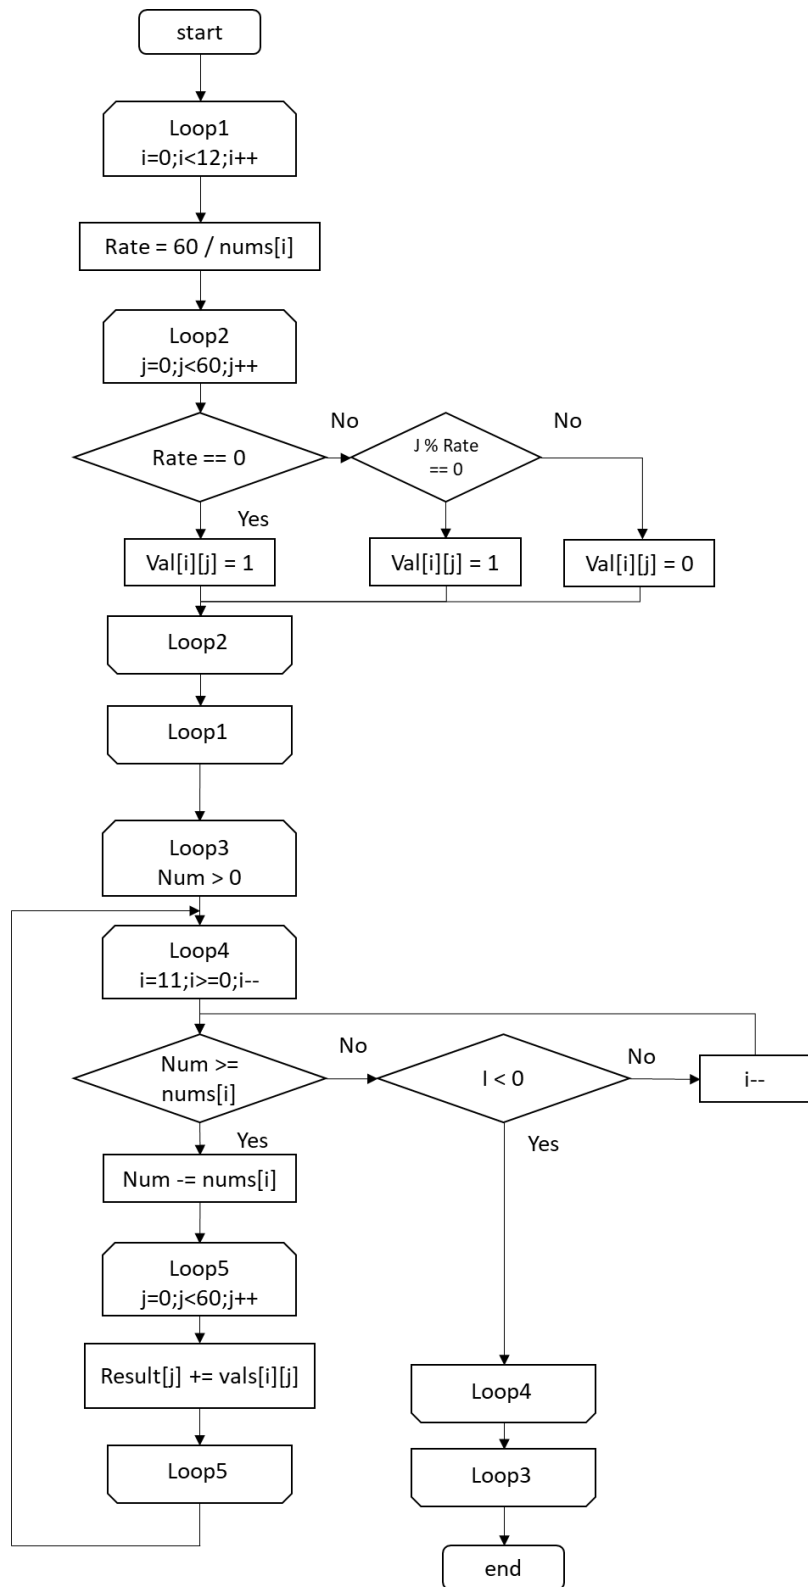 start
Loop1
i=0;i<12;i++
Rate = 60 / nums[i]
Loop2
j=0;j<60;j++
Rate == 0
No
J % Rate
== 0
No
Yes
Val[i][j] = 1
Val[i][j] = 1
Val[i][j] = 0
Loop2
Loop1
Loop3
Num > 0
Loop4
i=11;i>=0;i--
Num >=
nums[i]
No
I < 0
No
i--
Yes
Yes
Num -= nums[i]
Loop5
j=0;j<60;j++
Result[j] += vals[i][j]
Loop5
Loop4
Loop3
end